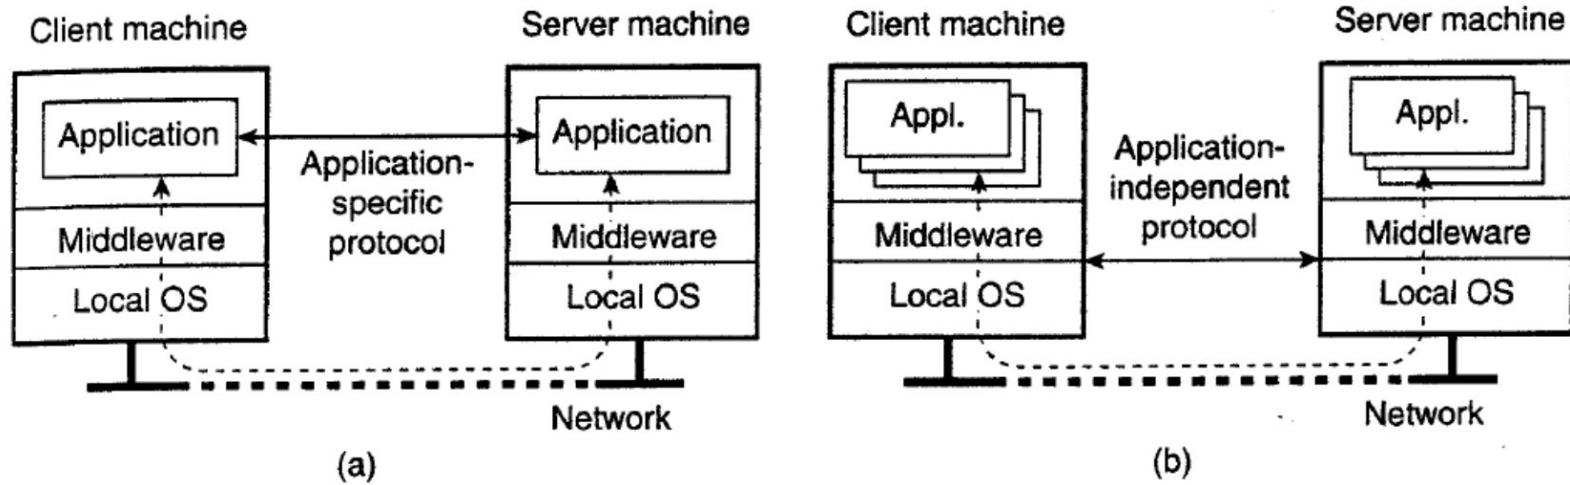 Client machine
Server machine
Application
Application
Application-
specific
protocol
Middleware
Middleware
Local OS
Local OS
Network
(a)
Client machine
Server machine
Appl.
Appl.
Application-
independent
protocol
Middleware
Middleware
Local OS
Local OS
Network
(b)